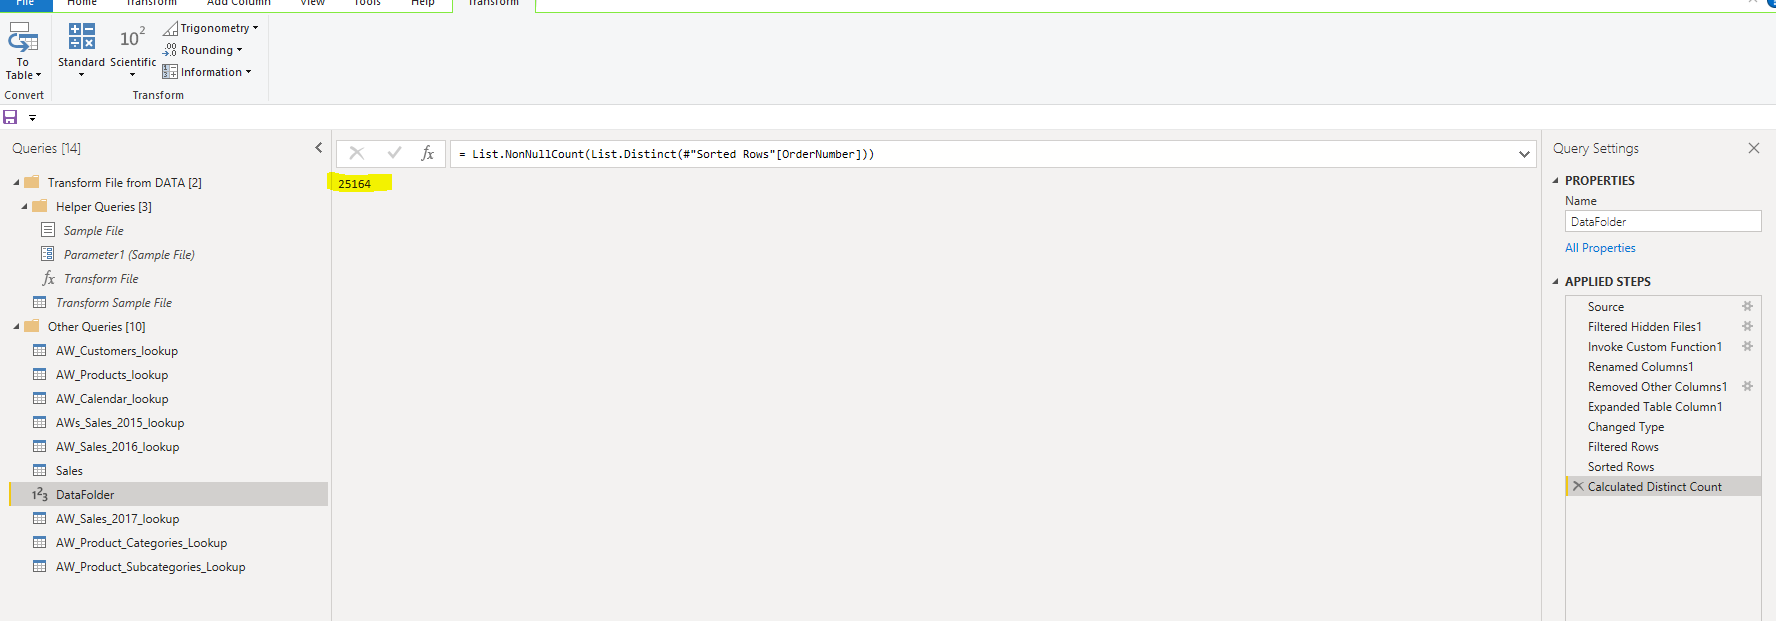 File Home Transform Add Column View Tools Help Transform
To Table
Standard
Scientific
Trigonometry
Rounding
Information
Convert
Transform
Queries [14]
= List.NonNullCount(List.Distinct(#"Sorted Rows"[OrderNumber]))
25164
Transform File from DATA [2]
Helper Queries [3]
Sample File
Parameter1 (Sample File)
Transform File
Transform Sample File
Other Queries [10]
AW_Customers_lookup
AW_Products_lookup
AW_Calendar_lookup
AWs_Sales_2015_lookup
AW_Sales_2016_lookup
Sales
DataFolder
AW_Sales_2017_lookup
AW_Product_Categories_Lookup
AW_Product_Subcategories_Lookup
Query Settings
PROPERTIES
Name
DataFolder
All Properties
APPLIED STEPS
Source
Filtered Hidden Files1
Invoke Custom Function1
Renamed Columns1
Removed Other Columns1
Expanded Table Column1
Changed Type
Filtered Rows
Sorted Rows
Calculated Distinct Count